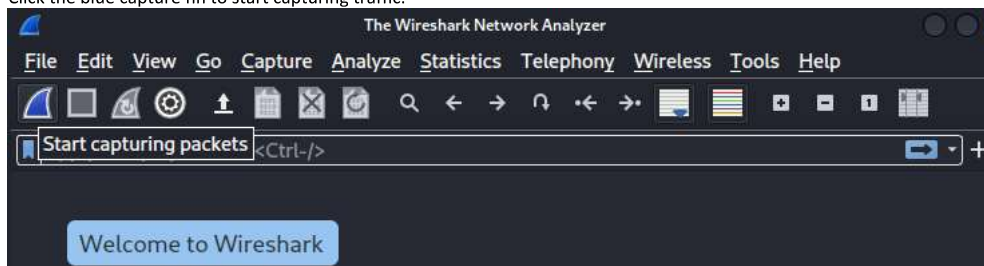 Click the blue capture fin to start capturing traffic.
The Wireshark Network Analyzer
File Edit View Go Capture Analyze Statistics Telephony Wireless Tools Help
Start capturing packets <Ctrl-/>
Welcome to Wireshark